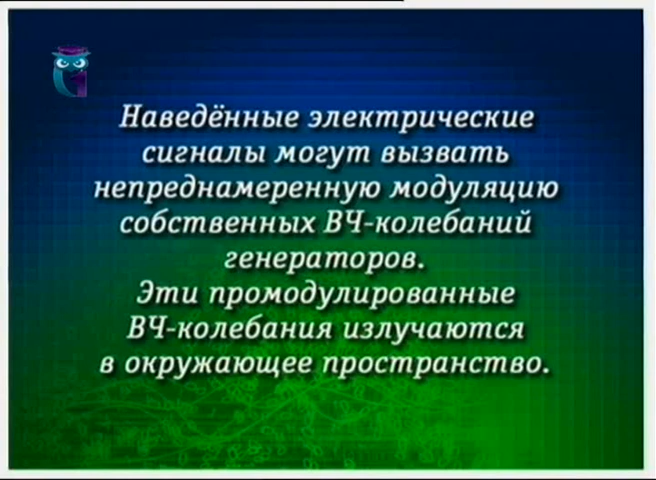 Наведённые электрические
сигналы могут вызвать
непреднамеренную модуляцию
собственных ВЧ-колебаний
генераторов.
Эти промодулированные
ВЧ-колебания излучаются
в окружающее пространство.